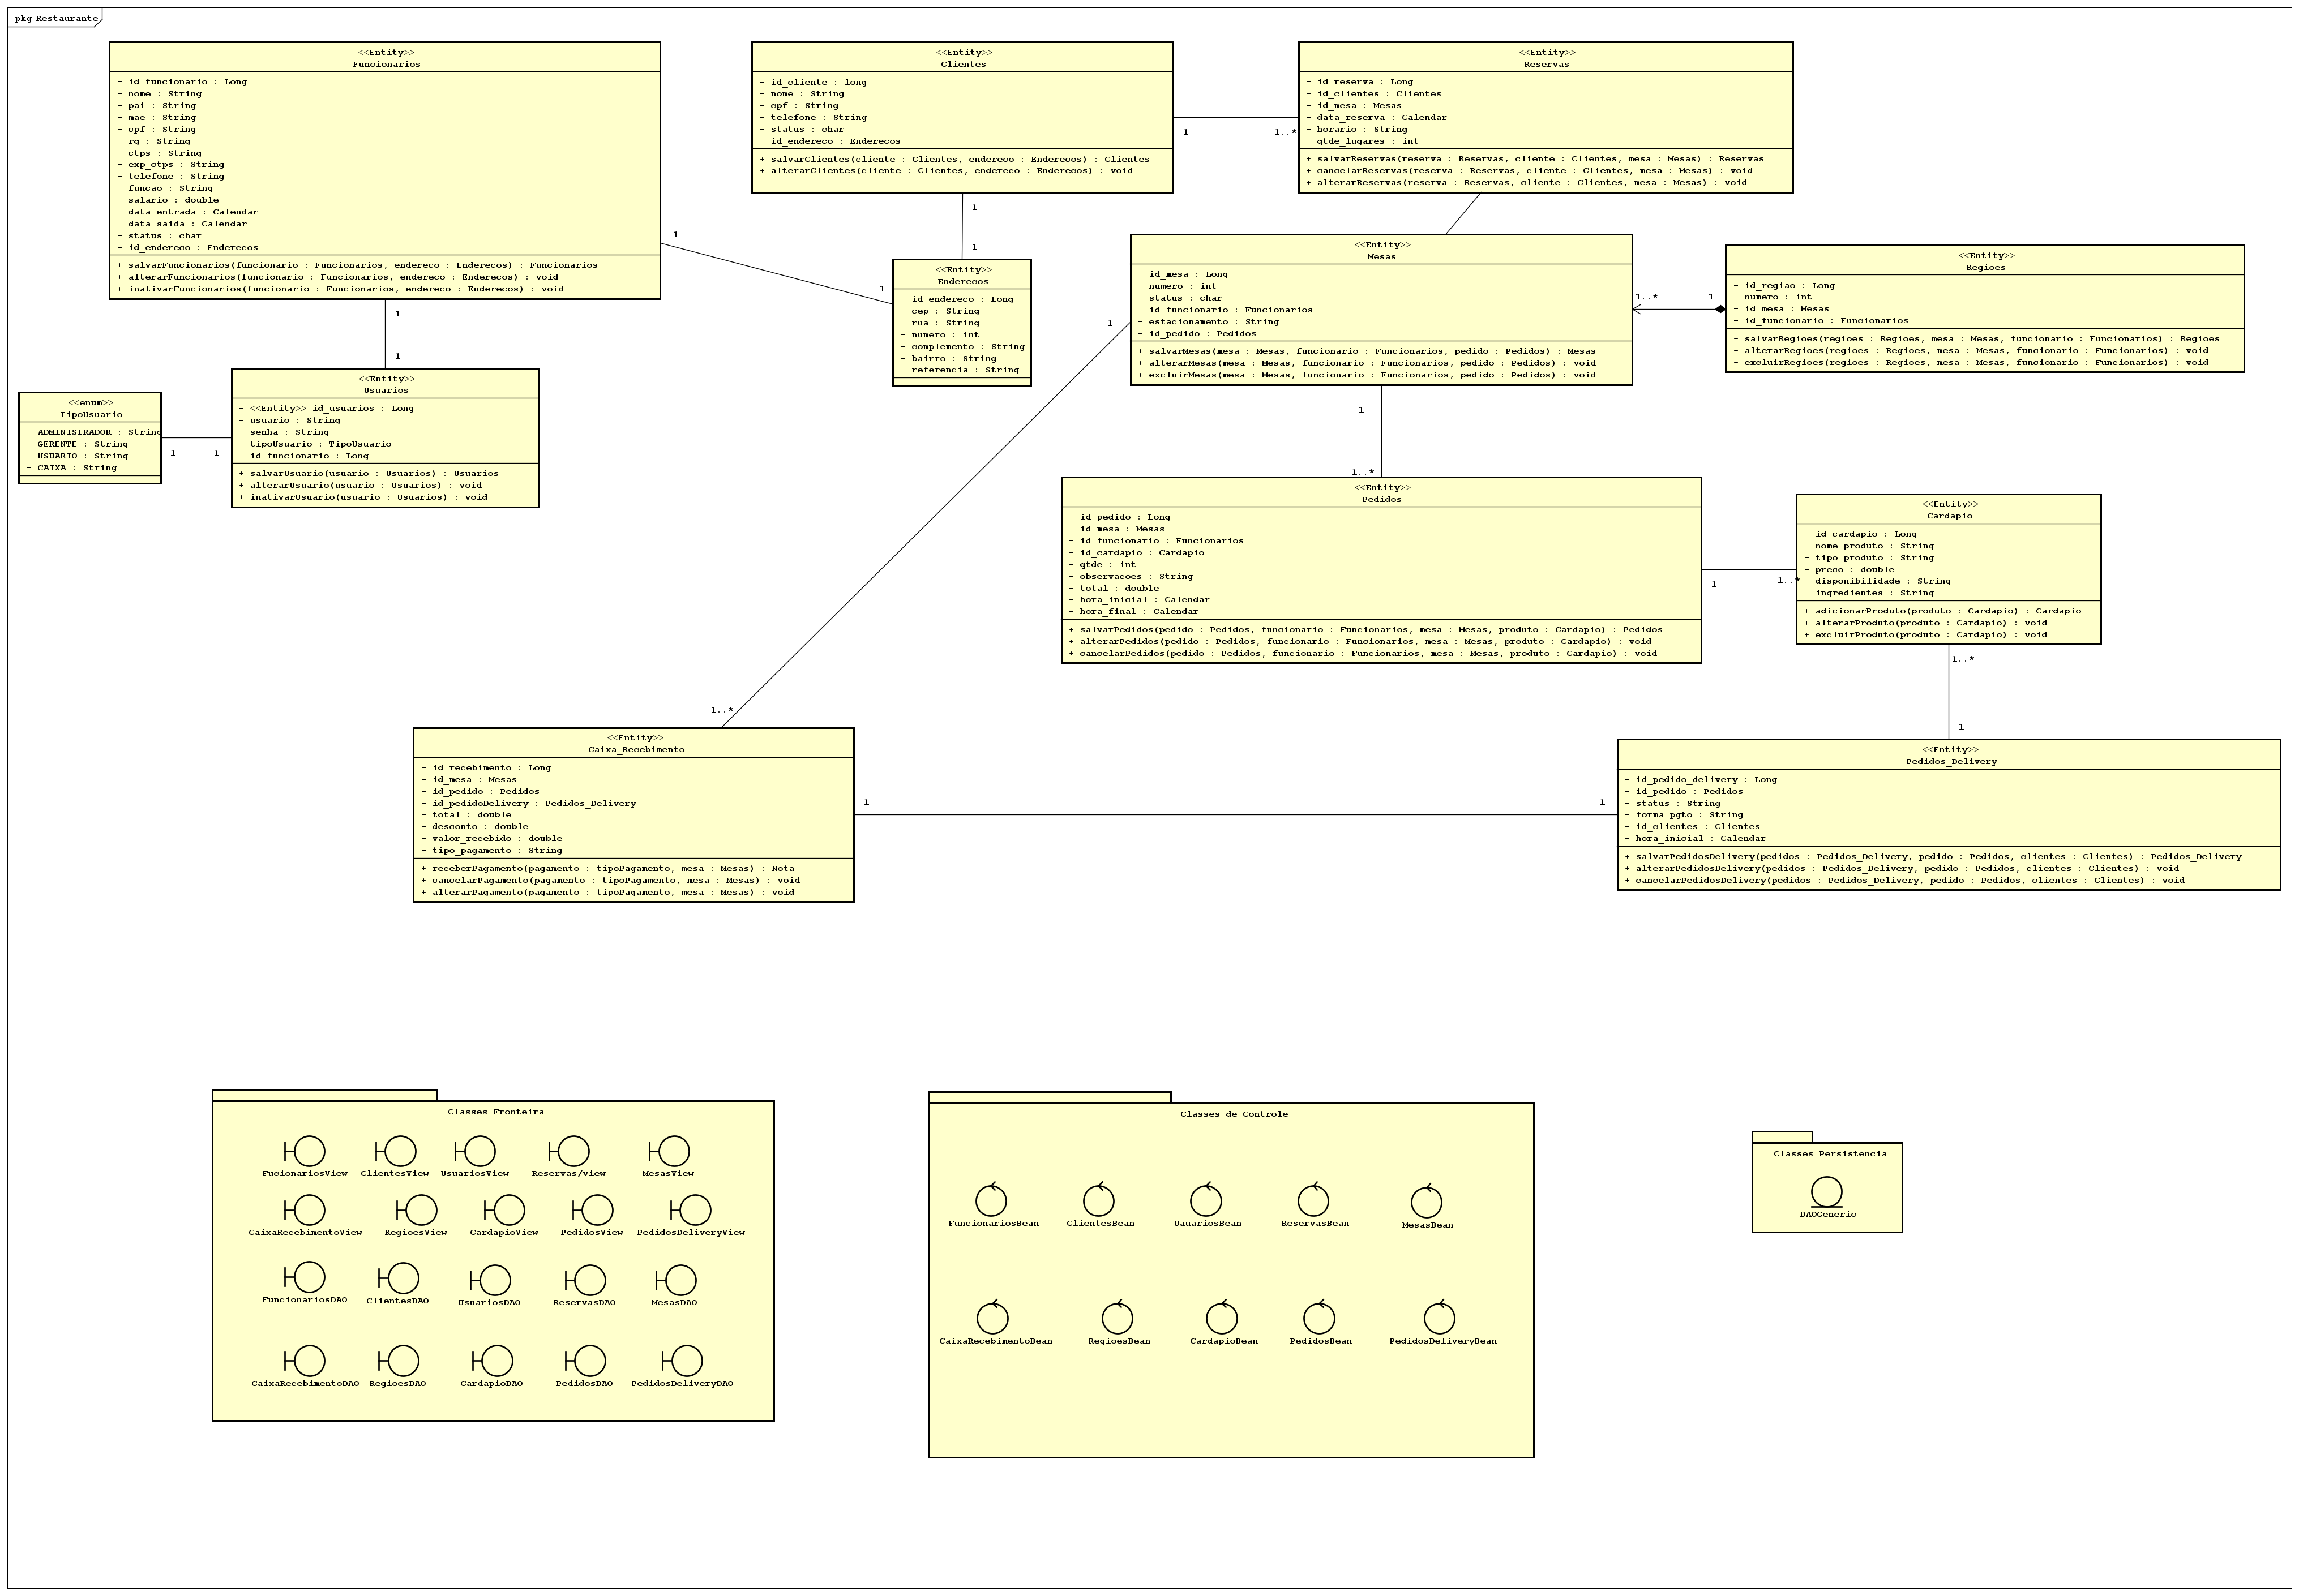 pkg Restaurante
<<Entity>>
Funcionarios
- id_funcionario : Long
- nome : String
- pai : String
- mae : String
- cpf : String
- rg : String
- ctps : String
- exp_ctps : String
- telefone : String
- funcao : String
- salario : double
- data_entrada : Calendar
- data_saida : Calendar
- status : char
- id_endereco : Enderecos
+ salvarFuncionarios(funcionario : Funcionarios, endereco : Enderecos) : Funcionarios
+ alterarFuncionarios(funcionario : Funcionarios, endereco : Enderecos) : void
+ inativarFuncionarios(funcionario : Funcionarios, endereco : Enderecos) : void
<<Entity>>
Clientes
- id_cliente : long
- nome : String
- cpf : String
- telefone : String
- status : char
- id_endereco : Enderecos
+ salvarClientes(cliente : Clientes, endereco : Enderecos) : Clientes
+ alterarClientes(cliente : Clientes, endereco : Enderecos) : void
1
1..*
<<Entity>>
Reservas
- id_reserva : Long
- id_clientes : Clientes
- id_mesa : Mesas
- data_reserva : Calendar
- horario : String
- qtde_lugares : int
+ salvarReservas(reserva : Reservas, cliente : Clientes, mesa : Mesas) : Reservas
+ cancelarReservas(reserva : Reservas, cliente : Clientes, mesa : Mesas) : void
+ alterarReservas(reserva : Reservas, cliente : Clientes, mesa : Mesas) : void
1
1
1
1
<<Entity>>
Enderecos
- id_endereco : Long
- cep : String
- rua : String
- numero : int
- complemento : String
- bairro : String
- referencia : String
<<Entity>>
Mesas
- id_mesa : Long
- numero : int
- status : char
- id_funcionario : Funcionarios
- estacionamento : String
- id_pedido : Pedidos
+ salvarMesas(mesa : Mesas, funcionario : Funcionarios, pedido : Pedidos) : Mesas
+ alterarMesas(mesa : Mesas, funcionario : Funcionarios, pedido : Pedidos) : void
+ excluirMesas(mesa : Mesas, funcionario : Funcionarios, pedido : Pedidos) : void
1..*
1
<<Entity>>
Regioes
- id_regiao : Long
- numero : int
- id_mesa : Mesas
- id_funcionario : Funcionarios
+ salvarRegioes(regioes : Regioes, mesa : Mesas, funcionario : Funcionarios) : Regioes
+ alterarRegioes(regioes : Regioes, mesa : Mesas, funcionario : Funcionarios) : void
+ excluirRegioes(regioes : Regioes, mesa : Mesas, funcionario : Funcionarios) : void
1
1
1
<<enum>>
TipoUsuario
- ADMINISTRADOR : String
- GERENTE : String
- USUARIO : String
- CAIXA : String
1
1
<<Entity>>
Usuarios
- <<Entity>> id_usuarios : Long
- usuario : String
- senha : String
- tipoUsuario : TipoUsuario
- id_funcionario : Long
+ salvarUsuario(usuario : Usuarios) : Usuarios
+ alterarUsuario(usuario : Usuarios) : void
+ inativarUsuario(usuario : Usuarios) : void
1
1..*
<<Entity>>
Pedidos
- id_pedido : Long
- id_mesa : Mesas
- id_funcionario : Funcionarios
- id_cardapio : Cardapio
- qtde : int
- observacoes : String
- total : double
- hora_inicial : Calendar
- hora_final : Calendar
+ salvarPedidos(pedido : Pedidos, funcionario : Funcionarios, mesa : Mesas, produto : Cardapio) : Pedidos
+ alterarPedidos(pedido : Pedidos, funcionario : Funcionarios, mesa : Mesas, produto : Cardapio) : void
+ cancelarPedidos(pedido : Pedidos, funcionario : Funcionarios, mesa : Mesas, produto : Cardapio) : void
1
1..*
<<Entity>>
Cardapio
- id_cardapio : Long
- nome_produto : String
- tipo_produto : String
- preco : double
- disponibilidade : String
- ingredientes : String
+ adicionarProduto(produto : Cardapio) : Cardapio
+ alterarProduto(produto : Cardapio) : void
+ excluirProduto(produto : Cardapio) : void
1..*
1
1..*
<<Entity>>
Caixa_Recebimento
- id_recebimento : Long
- id_mesa : Mesas
- id_pedido : Pedidos
- id_pedidoDelivery : Pedidos_Delivery
- total : double
- desconto : double
- valor_recebido : double
- tipo_pagamento : String
+ receberPagamento(pagamento : tipoPagamento, mesa : Mesas) : Nota
+ cancelarPagamento(pagamento : tipoPagamento, mesa : Mesas) : void
+ alterarPagamento(pagamento : tipoPagamento, mesa : Mesas) : void
1
1
<<Entity>>
Pedidos_Delivery
- id_pedido_delivery : Long
- id_pedido : Pedidos
- status : String
- forma_pgto : String
- id_clientes : Clientes
- hora_inicial : Calendar
+ salvarPedidosDelivery(pedidos : Pedidos_Delivery, pedido : Pedidos, clientes : Clientes) : Pedidos_Delivery
+ alterarPedidosDelivery(pedidos : Pedidos_Delivery, pedido : Pedidos, clientes : Clientes) : void
+ cancelarPedidosDelivery(pedidos : Pedidos_Delivery, pedido : Pedidos, clientes : Clientes) : void
Classes Fronteira
FucionariosView ClientesView UsuariosView Reservas/view MesasView
CaixaRecebimentoView RegioesView CardapioView PedidosView PedidosDeliveryView
FuncionariosDAO ClientesDAO UsuariosDAO ReservasDAO MesasDAO
CaixaRecebimentoDAO RegioesDAO CardapioDAO PedidosDAO PedidosDeliveryDAO
Classes de Controle
FuncionariosBean ClientesBean UauariosBean ReservasBean MesasBean
CaixaRecebimentoBean RegioesBean CardapioBean PedidosBean PedidosDeliveryBean
Classes Persistencia
DAOGeneric